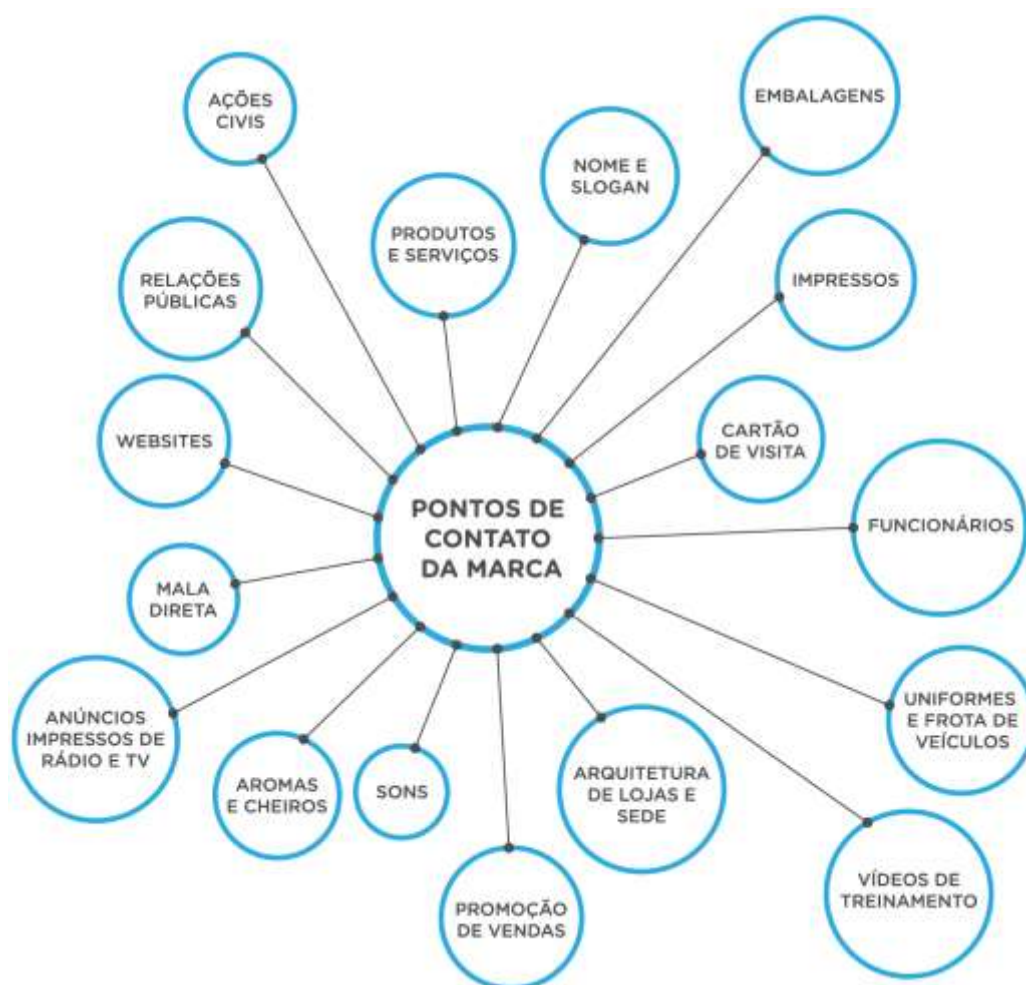 AÇÕES
CIVIS
EMBALAGENS
NOME E
SLOGAN
PRODUTOS
E SERVIÇOS
RELAÇÕES
PÚBLICAS
IMPRESSOS
WEBSITES
CARTÃO
DE VISITA
PONTOS DE
CONTATO
DA MARCA
FUNCIONÁRIOS
MALA
DIRETA
ANÚNCIOS
IMPRESSOS DE
RÁDIO E TV
UNIFORMES
E FROTA DE
VEÍCULOS
AROMAS
E CHEIROS
SONS
ARQUITETURA
DE LOJAS E
SEDE
PROMOÇÃO
DE VENDAS
VÍDEOS DE
TREINAMENTO